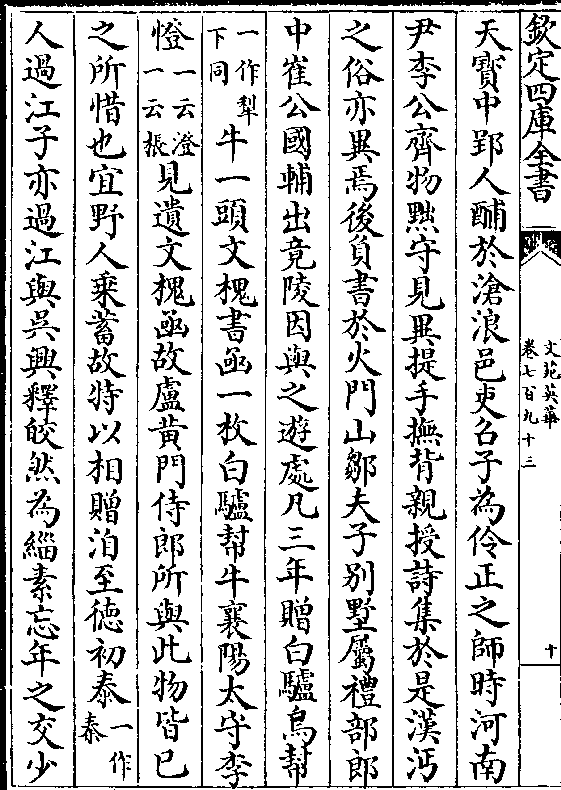 欽定四庫全書
文苑英華
卷七百九十三
十
天寶中郢人酺於滄浪邑吏召子為伶正之師時河南
尹李公齊物黜守見異提手撫背親授詩集於是漢沔
之俗亦異焉後負書於火門山鄒夫子别墅屬禮部郎
中崔公國輔出竟陵因與之遊處凡三年贈白驢烏幇
一作犁
下同
牛一頭文槐書函一枚白驢幇牛襄陽太守李
憕
一云澄
一云棖
見遺文槐函故盧黄門侍郎所與此物皆已
之所惜也宜野人乘蓄故特以相贈洎至徳初泰
一作
秦
人過江子亦過江與吳興釋皎然為緇素忘年之交少